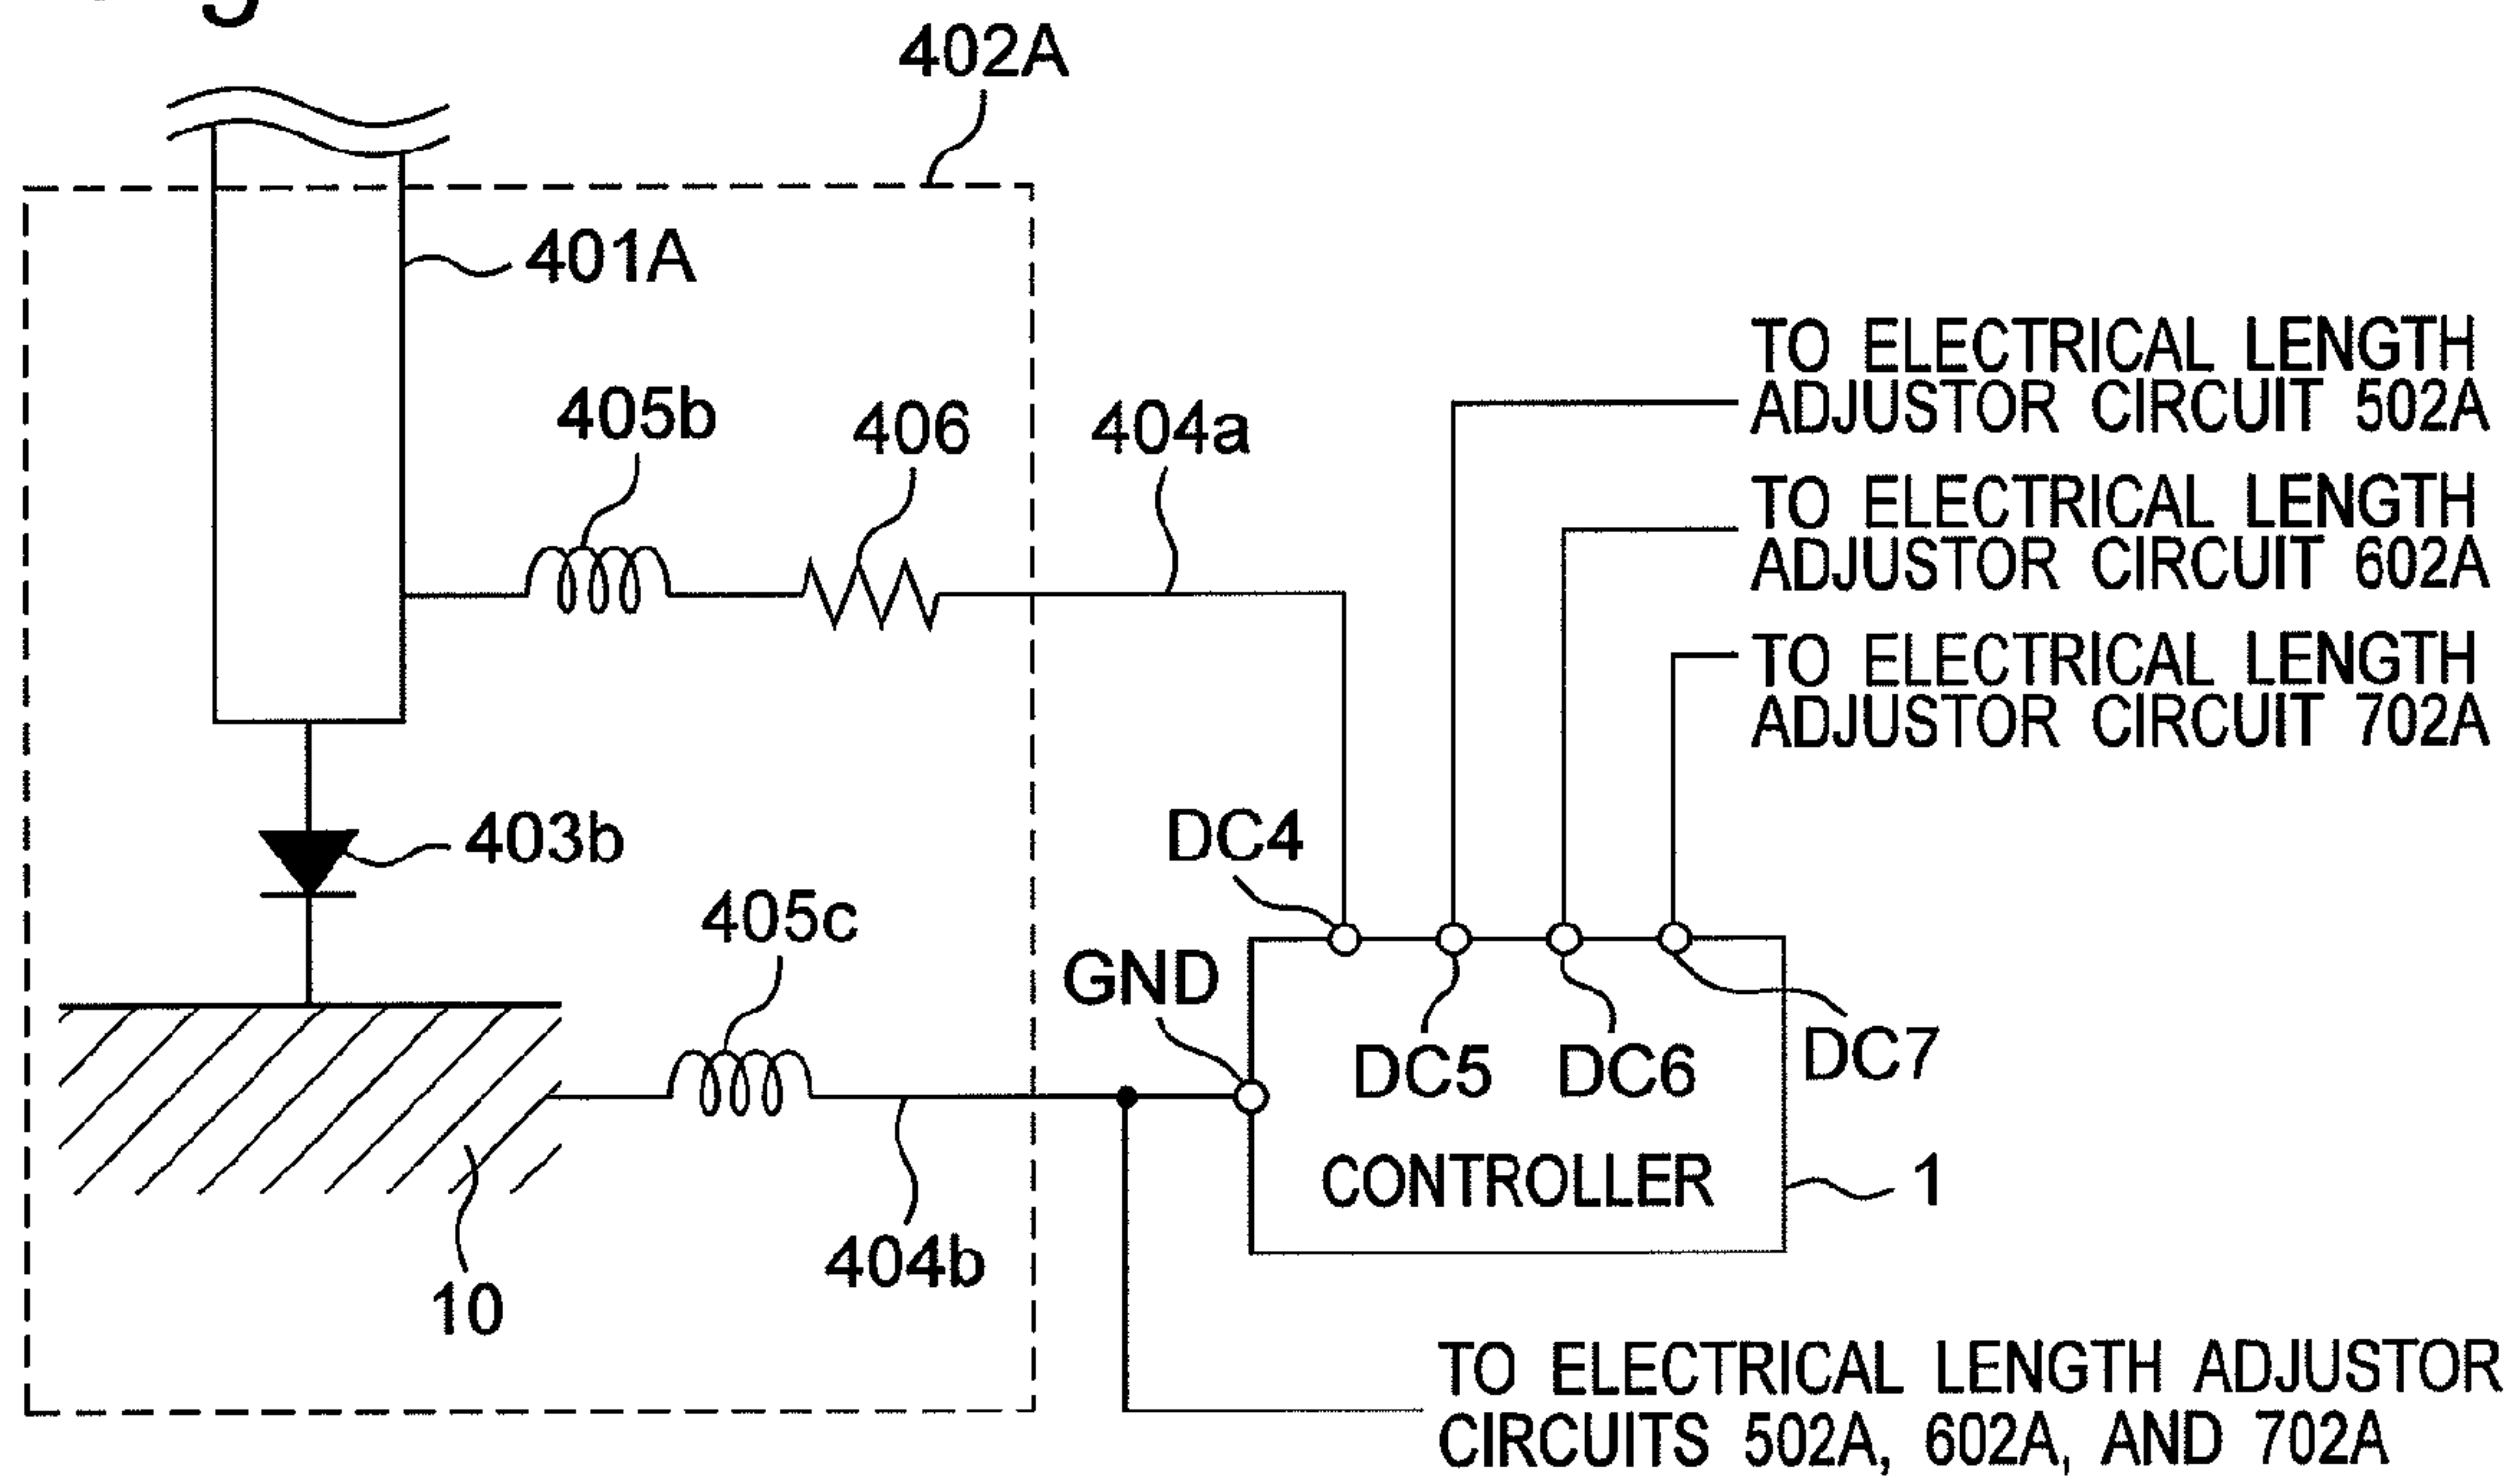 402A
401A
405b
406
404a
TO ELECTRICAL LENGTH
ADJUSTOR CIRCUIT 502A
TO ELECTRICAL LENGTH
ADJUSTOR CIRCUIT 602A
TO ELECTRICAL LENGTH
ADJUSTOR CIRCUIT 702A
403b
DC4
405c
GND
DC5
DC6
DC7
CONTROLLER
1
404b
10
TO ELECTRICAL LENGTH ADJUSTOR
CIRCUITS 502A, 602A, AND 702A